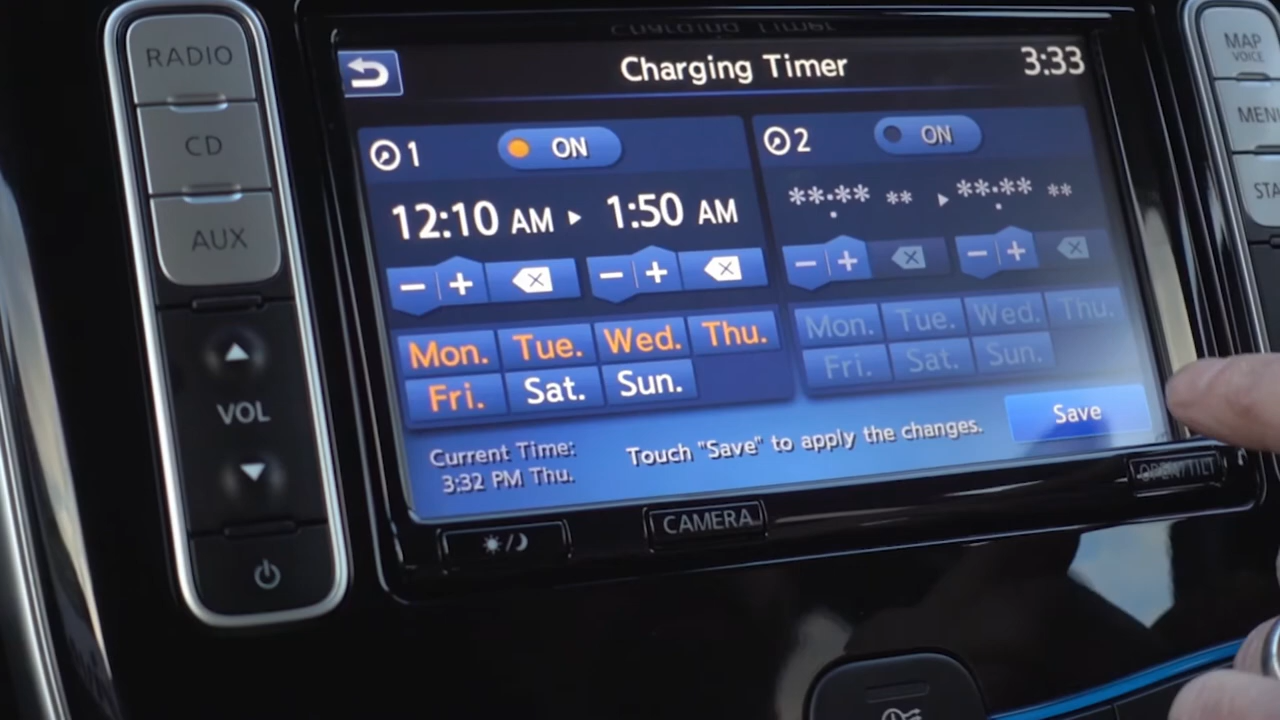 RADIO
CD
AUX
VOL
Charging Timer
3:33
1 ON
12:10 AM ▸ 1:50 AM
− + − +
Mon. Tue. Wed. Thu.
Fri. Sat. Sun.
2 ON
**:** ** ▸ **:** **
− + − +
Mon. Tue. Wed. Thu.
Fri. Sat. Sun.
Current Time:
3:32 PM Thu.
Touch "Save" to apply the changes.
Save
CAMERA
OPEN/TILT
MAP
VOICE
MENU
STA